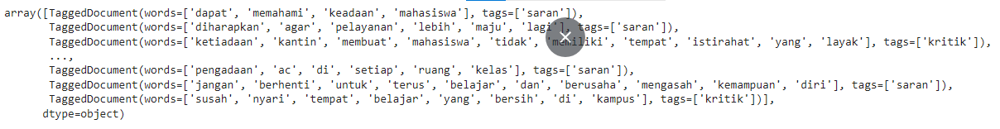 array([TaggedDocument(words=['dapat', 'memahami', 'keadaan', 'mahasiswa'], tags=['saran']),
TaggedDocument(words=['diharapkan', 'agar', 'pelayanan', 'lebih', 'maju', 'lagi'], tags=['saran']),
TaggedDocument(words=['ketiadaan', 'kantin', 'membuat', 'mahasiswa', 'tidak', 'memiliki', 'tempat', 'istirahat', 'yang', 'layak'], tags=['kritik']),
...,
TaggedDocument(words=['pengadaan', 'ac', 'di', 'setiap', 'ruang', 'kelas'], tags=['saran']),
TaggedDocument(words=['jangan', 'berhenti', 'untuk', 'terus', 'belajar', 'dan', 'berusaha', 'mengasah', 'kemampuan', 'diri'], tags=['saran']),
TaggedDocument(words=['susah', 'nyari', 'tempat', 'belajar', 'yang', 'bersih', 'di', 'kampus'], tags=['kritik'])],
dtype=object)